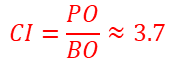 CI = PO/BO ≈ 3.7